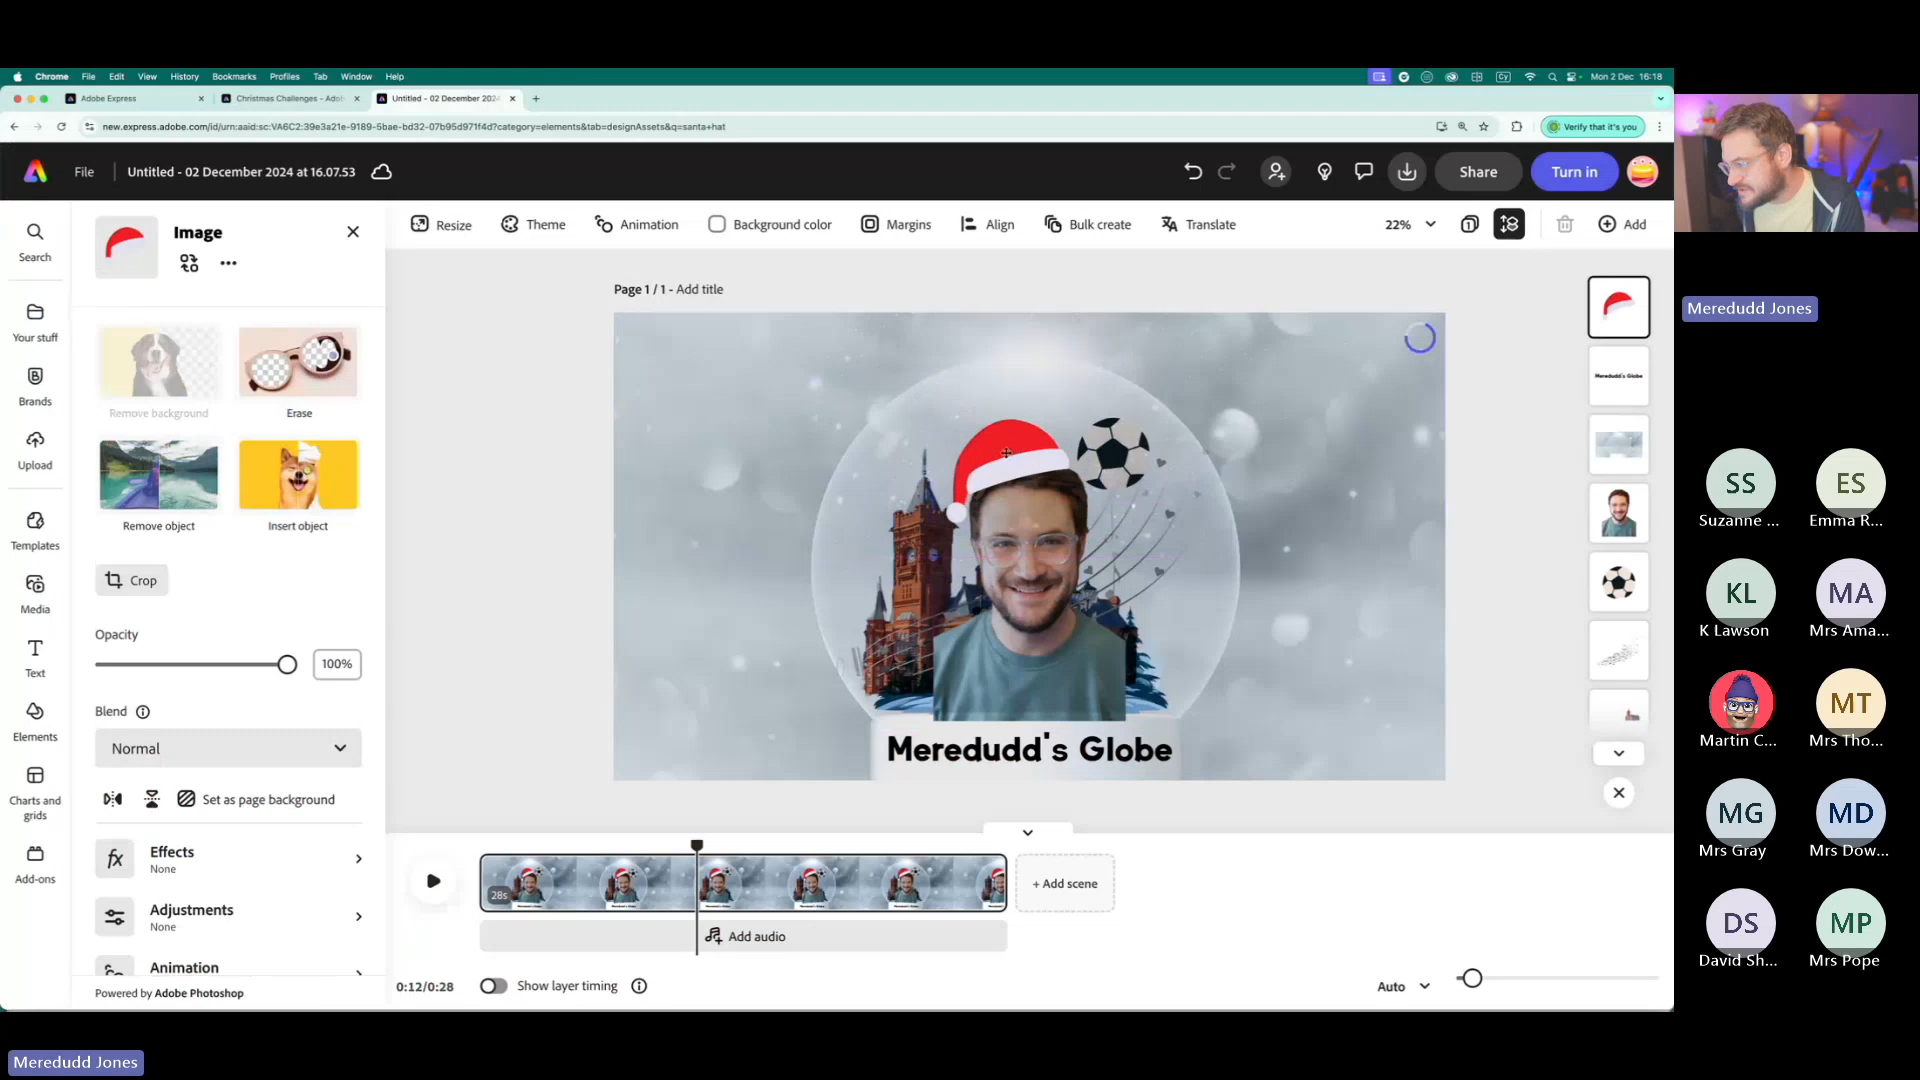 Chrome File Edit View History Bookmarks Profiles Tab Window Help
Cy Mon 2 Dec 16:18
Adobe Express
Christmas Challenges - Adob
Untitled - 02 December 2024
new.express.adobe.com/id/urn:aaid:sc:VA6C2:39e3a21e-9189-5bae-bd32-07b95d971f4d?category=elements&tab=designAssets&q=santa+hat
Verify that it's you
File
Untitled - 02 December 2024 at 16.07.53
Share
Turn in
Resize
Theme
Animation
Background color
Margins
Align
Bulk create
Translate
22%
1
Add
Search
Your stuff
Brands
Upload
Templates
Media
Text
Elements
Charts and
grids
Add-ons
Image
Remove background
Erase
Remove object
Insert object
Crop
Opacity
100%
Blend
Normal
Set as page background
fx
Effects
None
Adjustments
None
Animation
Powered by Adobe Photoshop
Page 1 / 1 - Add title
Meredudd's Globe
Meredudd's Globe
28s
+ Add scene
Add audio
0:12/0:28
Show layer timing
Auto
Meredudd Jones
SS
Suzanne ...
ES
Emma R...
KL
K Lawson
MA
Mrs Ama...
Martin C...
MT
Mrs Tho...
MG
Mrs Gray
MD
Mrs Dow...
DS
David Sh...
MP
Mrs Pope
Meredudd Jones